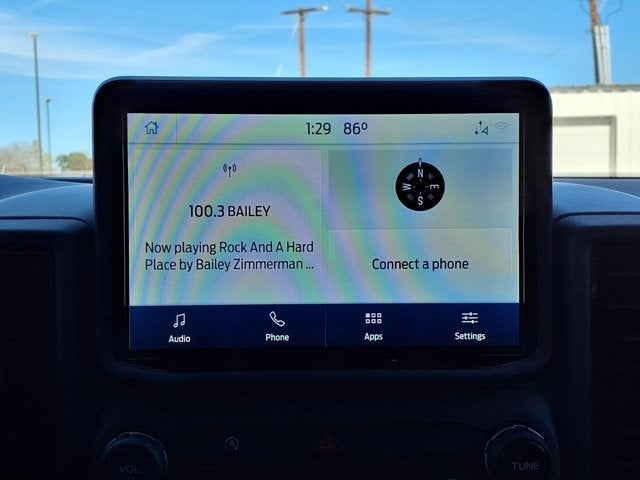 1:29 86°
100.3 BAILEY
Now playing Rock And A Hard
Place by Bailey Zimmerman ...
N
W E
S
Connect a phone
Audio Phone Apps Settings
VOL TUNE